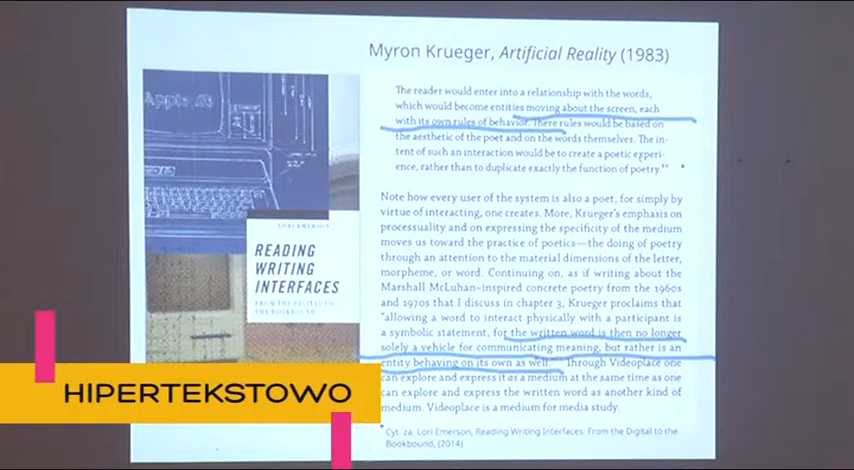 Myron Krueger, Artificial Reality (1983)
The reader would enter into a relationship with the words,
which would become entities moving about the screen, each
with its own rules of behavior. There rules would be based on
the aesthetic of the poet and on the words themselves. The in-
tent of such an interaction would be to create a poetic experi-
ence, rather than to duplicate exactly the function of poetry."
Note how every user of the system is also a poet, for simply by
virtue of interacting, one creates. More, Krueger's emphasis on
processuality and on expressing the specificity of the medium
moves us toward the practice of poetics—the doing of poetry
through an attention to the material dimensions of the letter,
morpheme, or word. Continuing on, as if writing about the
Marshall McLuhan–inspired concrete poetry from the 1960s
and 1970s that I discuss in chapter 3, Krueger proclaims that
"allowing a word to interact physically with a participant is
a symbolic statement, for the written word is then no longer
solely a vehicle for communicating meaning, but rather is an
entity behaving on its own as well." Through Videoplace one
can explore and express it as a medium at the same time as one
can explore and express the written word as another kind of
medium. Videoplace is a medium for media study.
Cyt. za. Lori Emerson, Reading Writing Interfaces. From the Digital to the
Bookbound, (2014)
Apple
LORI EMERSON
READING
WRITING
INTERFACES
FROM THE DIGITAL TO
THE BOOKBOUND
HIPERTEKSTOWO